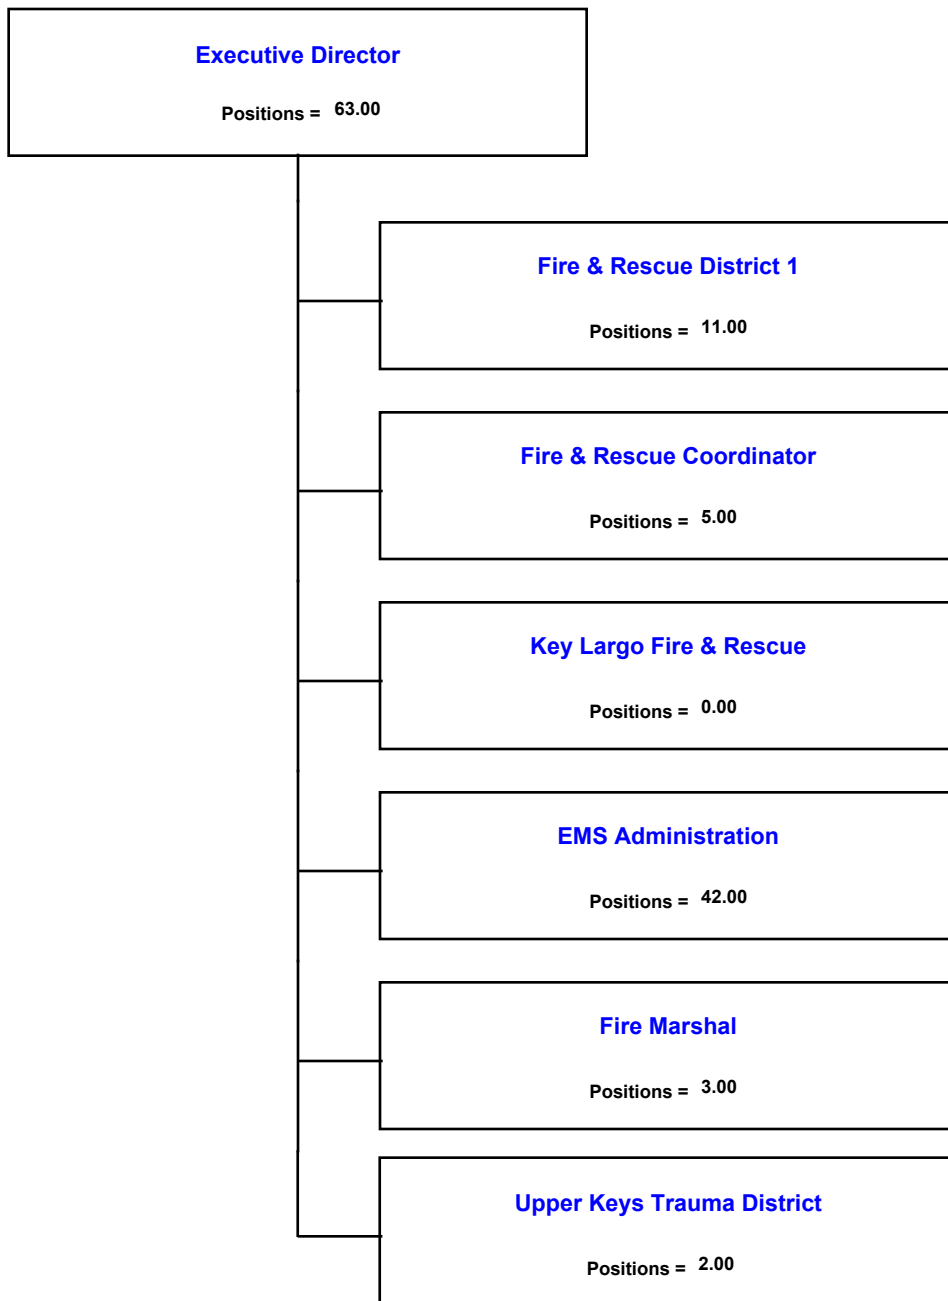 Executive Director
Positions = 63.00
Fire & Rescue District 1
Positions = 11.00
Fire & Rescue Coordinator
Positions = 5.00
Key Largo Fire & Rescue
Positions = 0.00
EMS Administration
Positions = 42.00
Fire Marshal
Positions = 3.00
Upper Keys Trauma District
Positions = 2.00